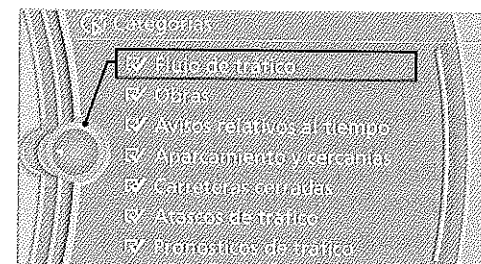 Categorías
Flujo de tráfico
Obras
Avisos relativos al tiempo
Aparcamiento y cercanías
Carreteras cerradas
Atascos de tráfico
Pronósticos de tráfico